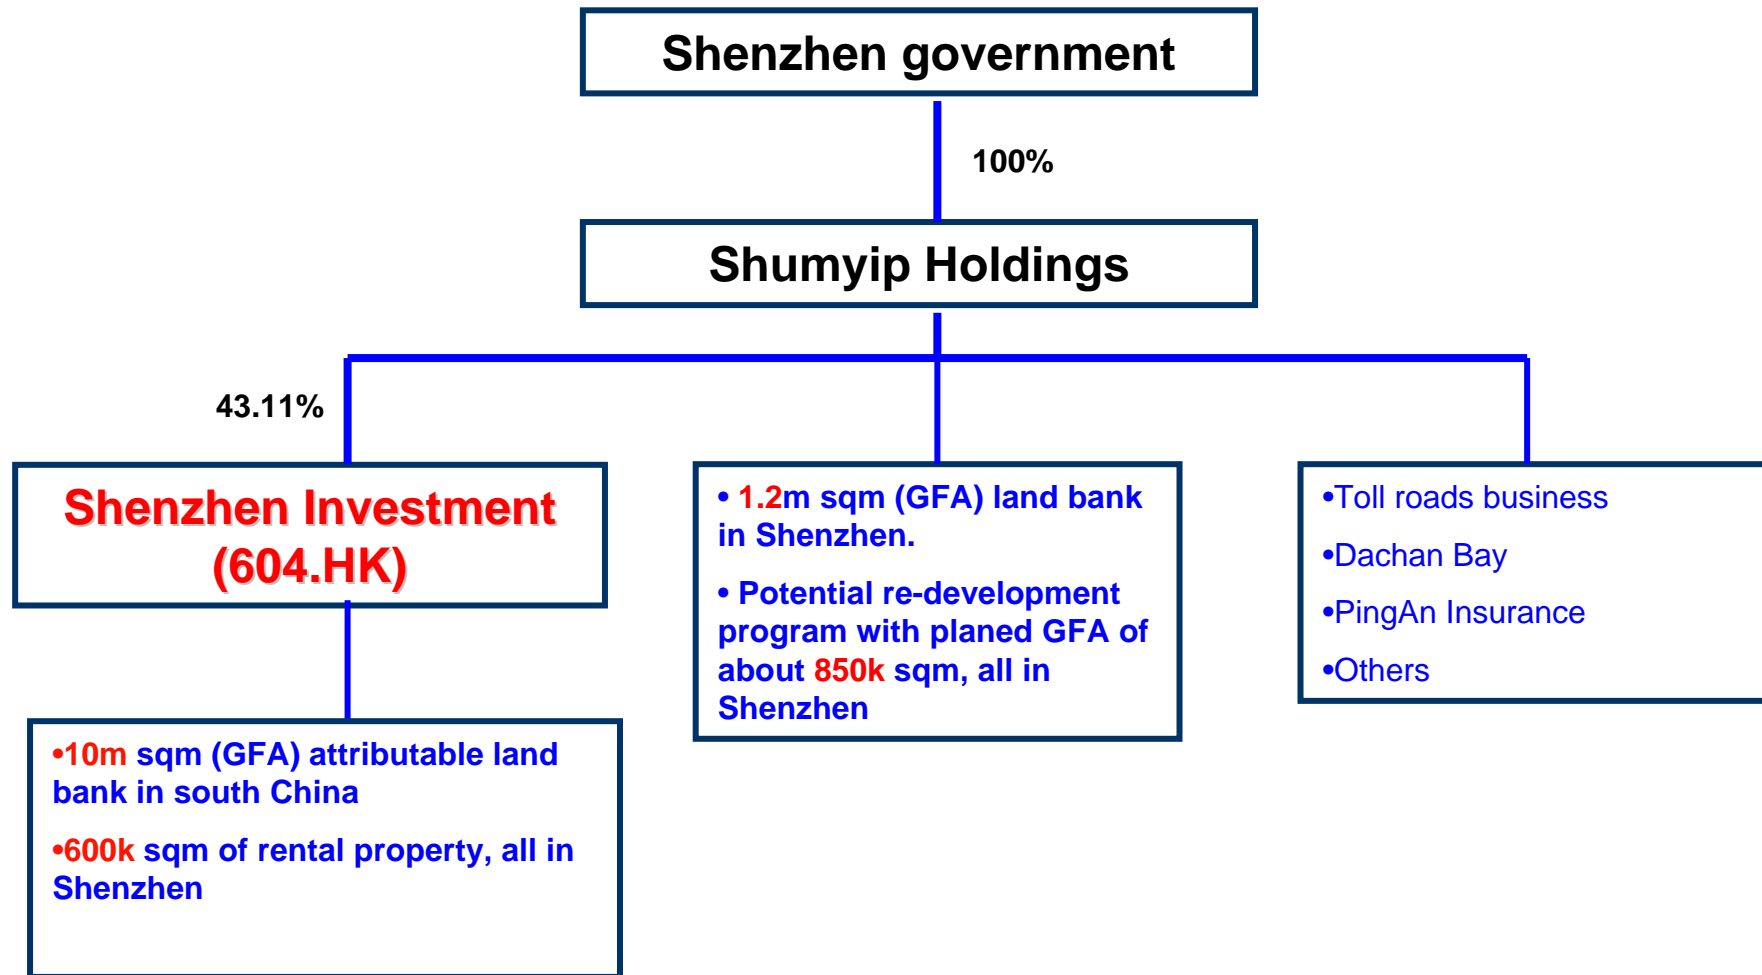 Shenzhen government
100%
Shumyip Holdings
43.11%
Shenzhen Investment
(604.HK)
•10m sqm (GFA) attributable land
bank in south China
•600k sqm of rental property, all in
Shenzhen
• 1.2m sqm (GFA) land bank
in Shenzhen.
• Potential re-development
program with planed GFA of
about 850k sqm, all in
Shenzhen
•Toll roads business
•Dachan Bay
•PingAn Insurance
•Others